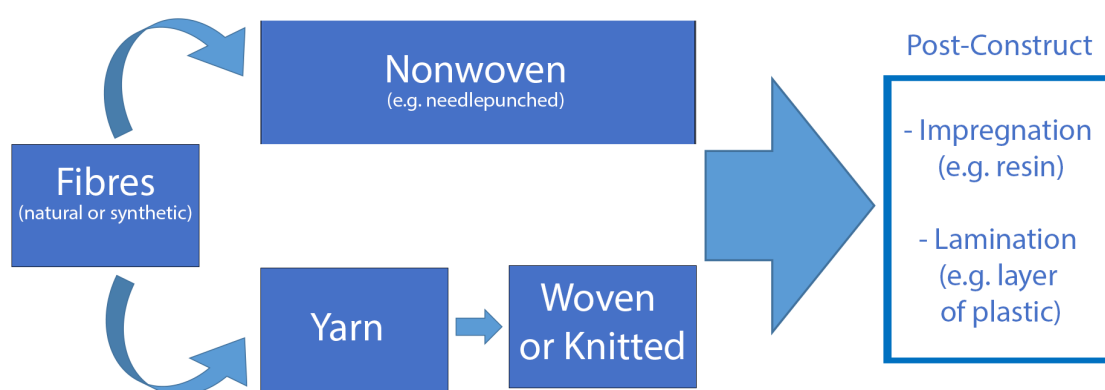 Nonwoven
(e.g. needlepunched)
Fibres
(natural or synthetic)
Yarn
Woven
or Knitted
Post-Construct
- Impregnation
(e.g. resin)
- Lamination
(e.g. layer
of plastic)